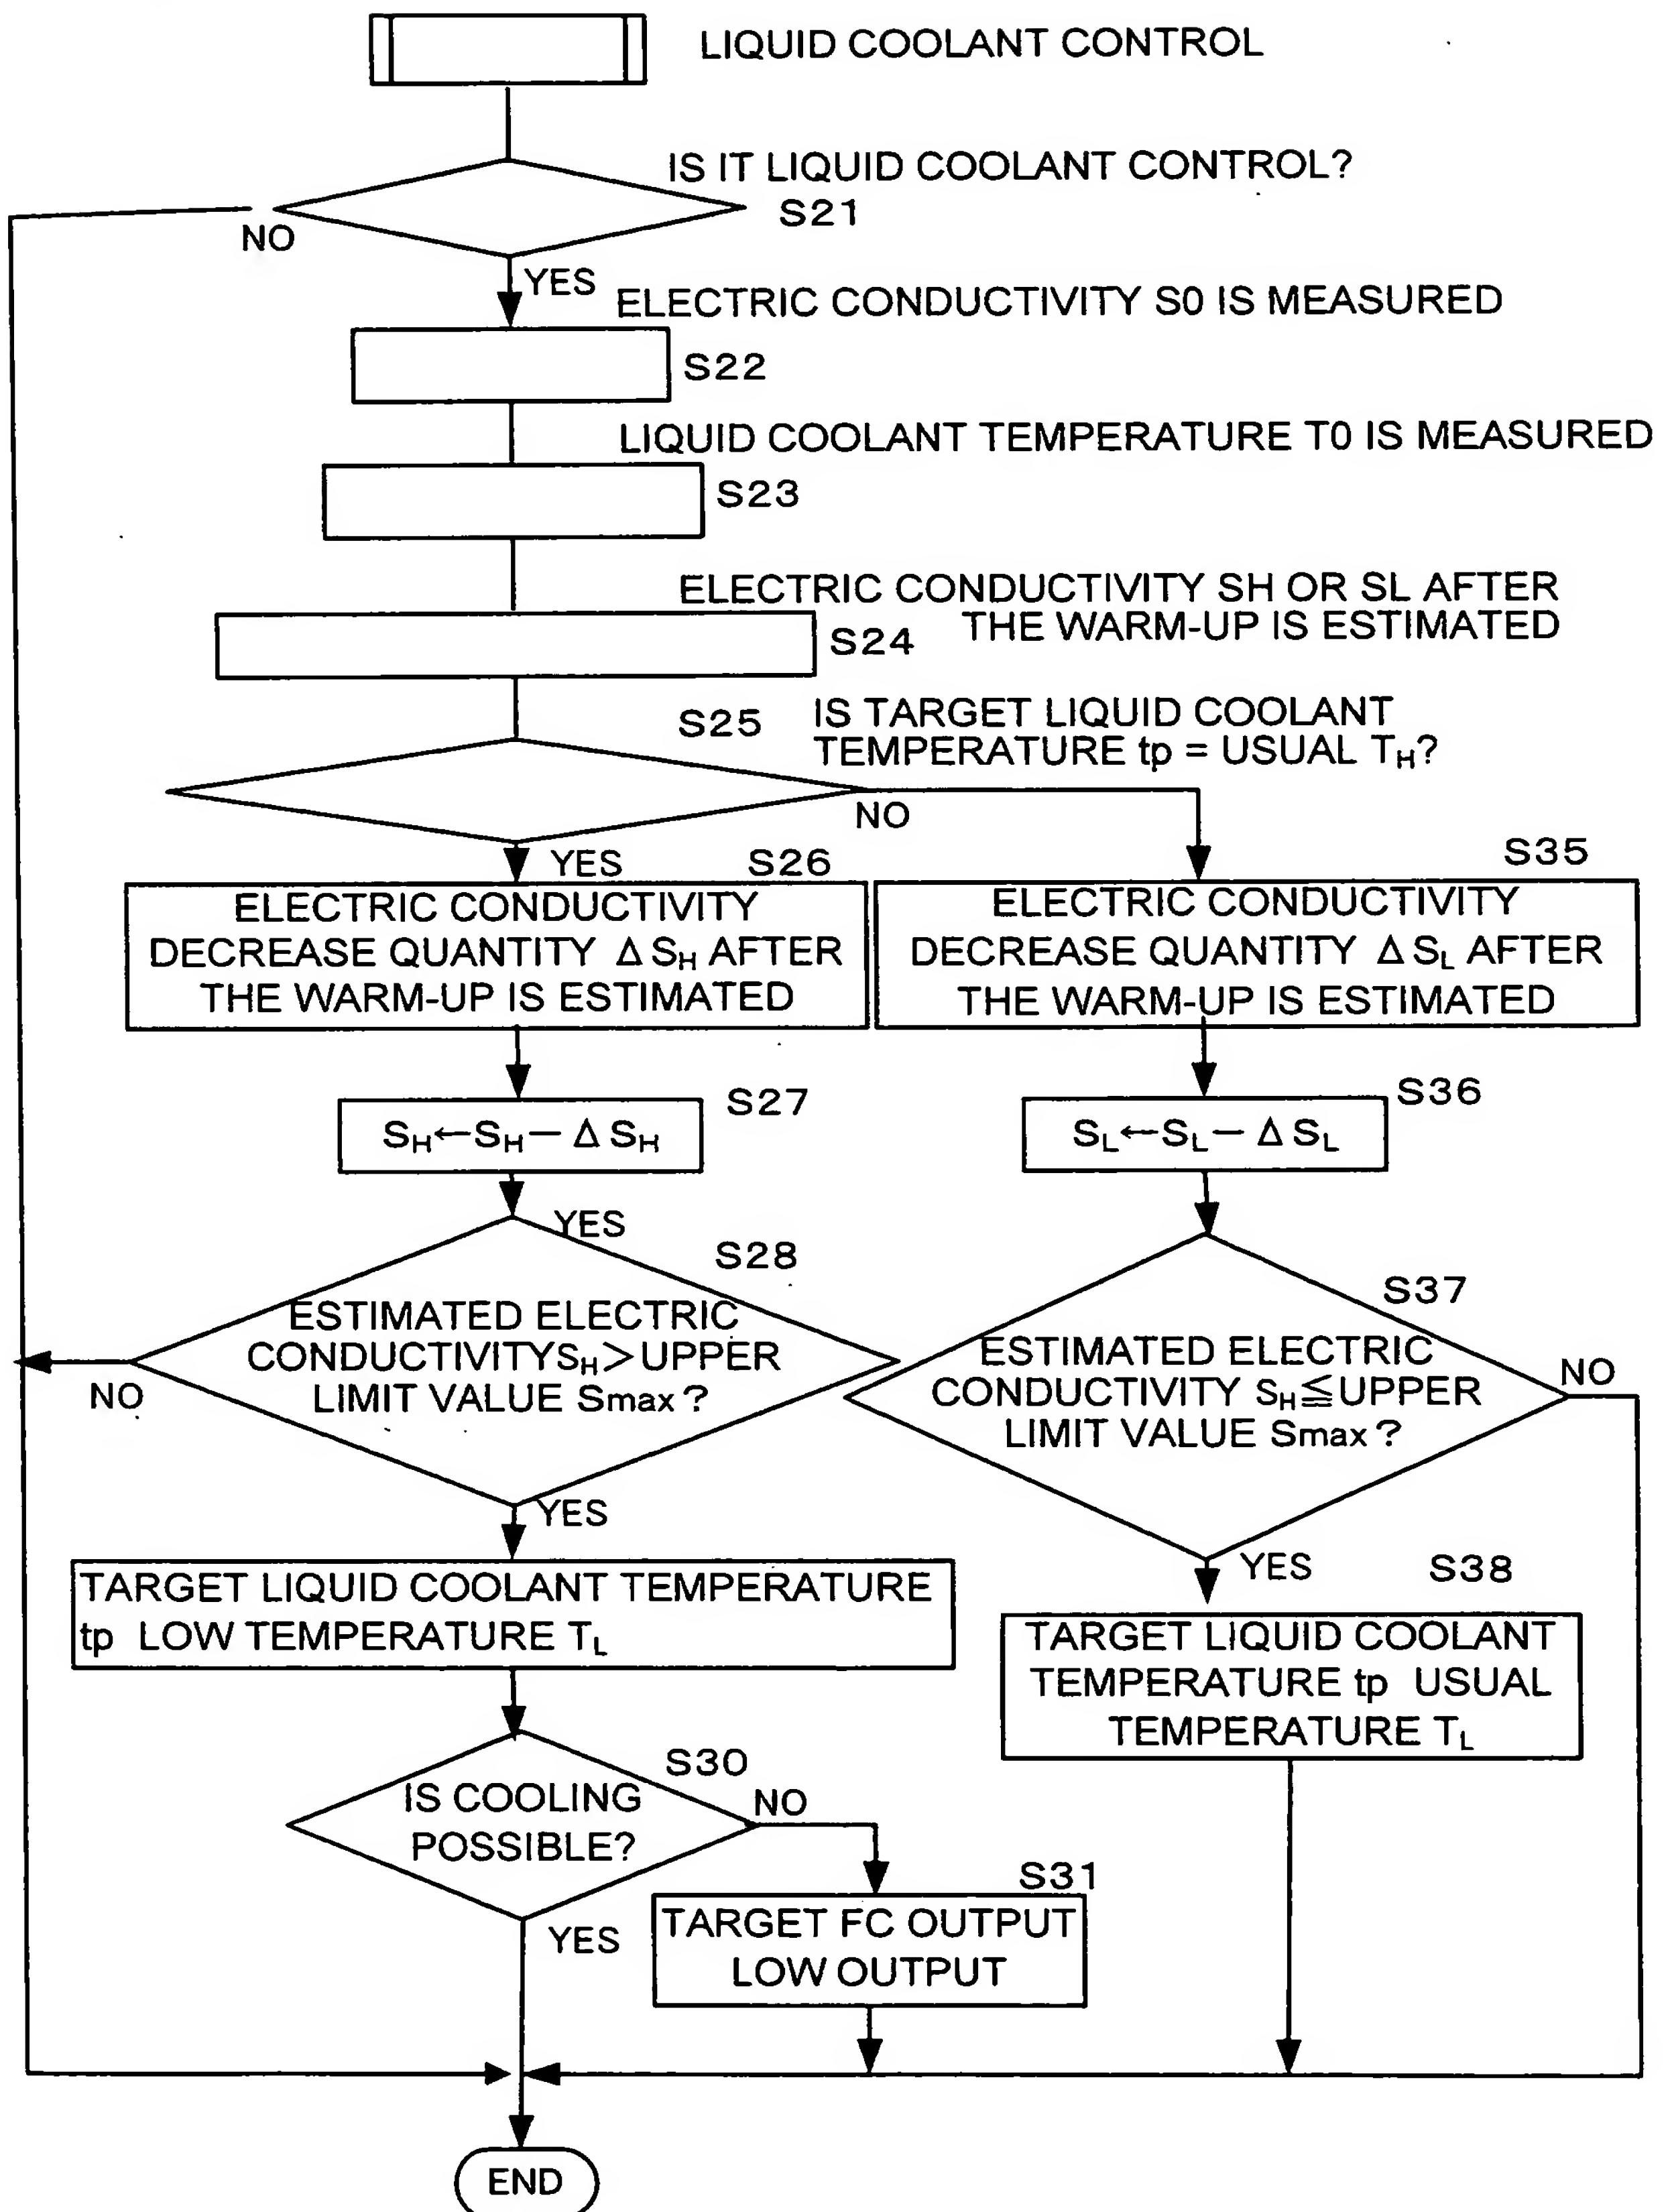 LIQUID COOLANT CONTROL
IS IT LIQUID COOLANT CONTROL?
S21
NO
YES
ELECTRIC CONDUCTIVITY S0 IS MEASURED
S22
LIQUID COOLANT TEMPERATURE T0 IS MEASURED
S23
ELECTRIC CONDUCTIVITY SH OR SL AFTER
THE WARM-UP IS ESTIMATED
S24
S25
IS TARGET LIQUID COOLANT
TEMPERATURE tp = USUAL TH?
NO
YES
S26
ELECTRIC CONDUCTIVITY
DECREASE QUANTITY ΔSH AFTER
THE WARM-UP IS ESTIMATED
S35
ELECTRIC CONDUCTIVITY
DECREASE QUANTITY ΔSL AFTER
THE WARM-UP IS ESTIMATED
S27
SH←SH−ΔSH
S36
SL←SL−ΔSL
YES
S28
ESTIMATED ELECTRIC
CONDUCTIVITYSH>UPPER
LIMIT VALUE Smax?
NO
YES
S37
ESTIMATED ELECTRIC
CONDUCTIVITY SH≦UPPER
LIMIT VALUE Smax?
NO
YES
TARGET LIQUID COOLANT TEMPERATURE
tp LOW TEMPERATURE TL
S38
TARGET LIQUID COOLANT
TEMPERATURE tp USUAL
TEMPERATURE TL
S30
IS COOLING
POSSIBLE?
NO
YES
S31
TARGET FC OUTPUT
LOW OUTPUT
END